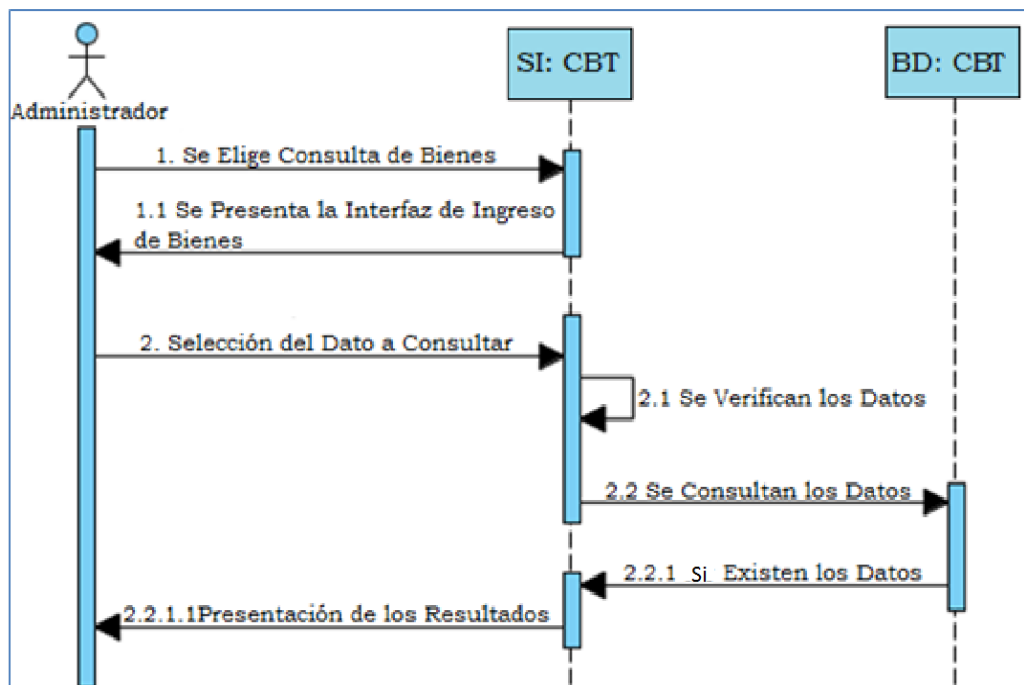 SI: CBT
BD: CBT
Administrador
1. Se Elige Consulta de Bienes
1.1 Se Presenta la Interfaz de Ingreso
de Bienes
2. Selección del Dato a Consultar
2.1 Se Verifican los Datos
2.2 Se Consultan los Datos
2.2.1 Si Existen los Datos
2.2.1.1Presentación de los Resultados